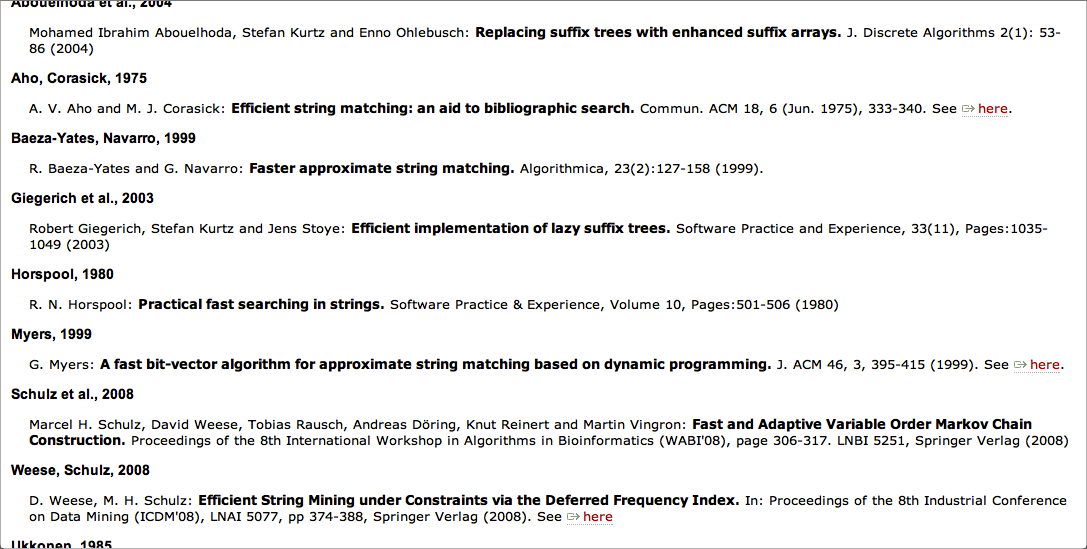 Abouelhoda et al., 2004
Mohamed Ibrahim Abouelhoda, Stefan Kurtz and Enno Ohlebusch: Replacing suffix trees with enhanced suffix arrays. J. Discrete Algorithms 2(1): 53-
86 (2004)
Aho, Corasick, 1975
A. V. Aho and M. J. Corasick: Efficient string matching: an aid to bibliographic search. Commun. ACM 18, 6 (Jun. 1975), 333-340. See here.
Baeza-Yates, Navarro, 1999
R. Baeza-Yates and G. Navarro: Faster approximate string matching. Algorithmica, 23(2):127-158 (1999).
Giegerich et al., 2003
Robert Giegerich, Stefan Kurtz and Jens Stoye: Efficient implementation of lazy suffix trees. Software Practice and Experience, 33(11), Pages:1035-
1049 (2003)
Horspool, 1980
R. N. Horspool: Practical fast searching in strings. Software Practice & Experience, Volume 10, Pages:501-506 (1980)
Myers, 1999
G. Myers: A fast bit-vector algorithm for approximate string matching based on dynamic programming. J. ACM 46, 3, 395-415 (1999). See here.
Schulz et al., 2008
Marcel H. Schulz, David Weese, Tobias Rausch, Andreas Döring, Knut Reinert and Martin Vingron: Fast and Adaptive Variable Order Markov Chain
Construction. Proceedings of the 8th International Workshop in Algorithms in Bioinformatics (WABI'08), page 306-317. LNBI 5251, Springer Verlag (2008)
Weese, Schulz, 2008
D. Weese, M. H. Schulz: Efficient String Mining under Constraints via the Deferred Frequency Index. In: Proceedings of the 8th Industrial Conference
on Data Mining (ICDM'08), LNAI 5077, pp 374-388, Springer Verlag (2008). See here
Ukkonen, 1985